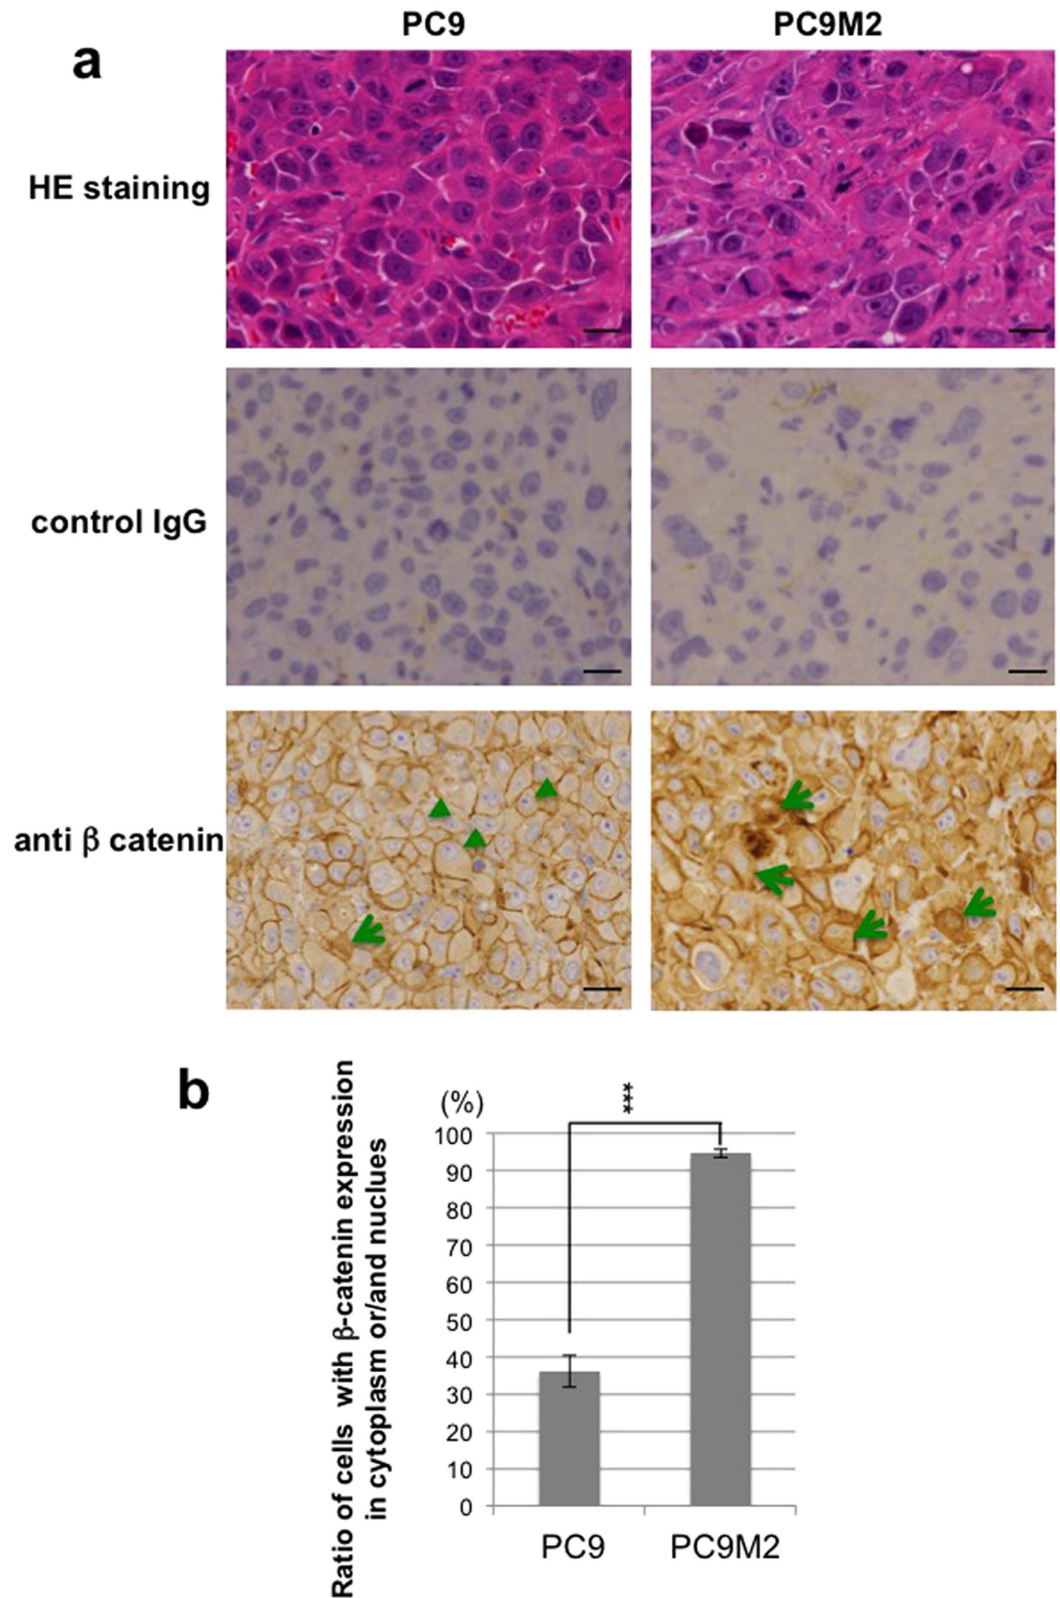 PC9
PC9M2
a
HE staining
control IgG
anti β catenin
b
Ratio of cells with β-catenin expression
in cytoplasm or/and nuclues
(%)
***
100
90
80
70
60
50
40
30
20
10
0
PC9
PC9M2